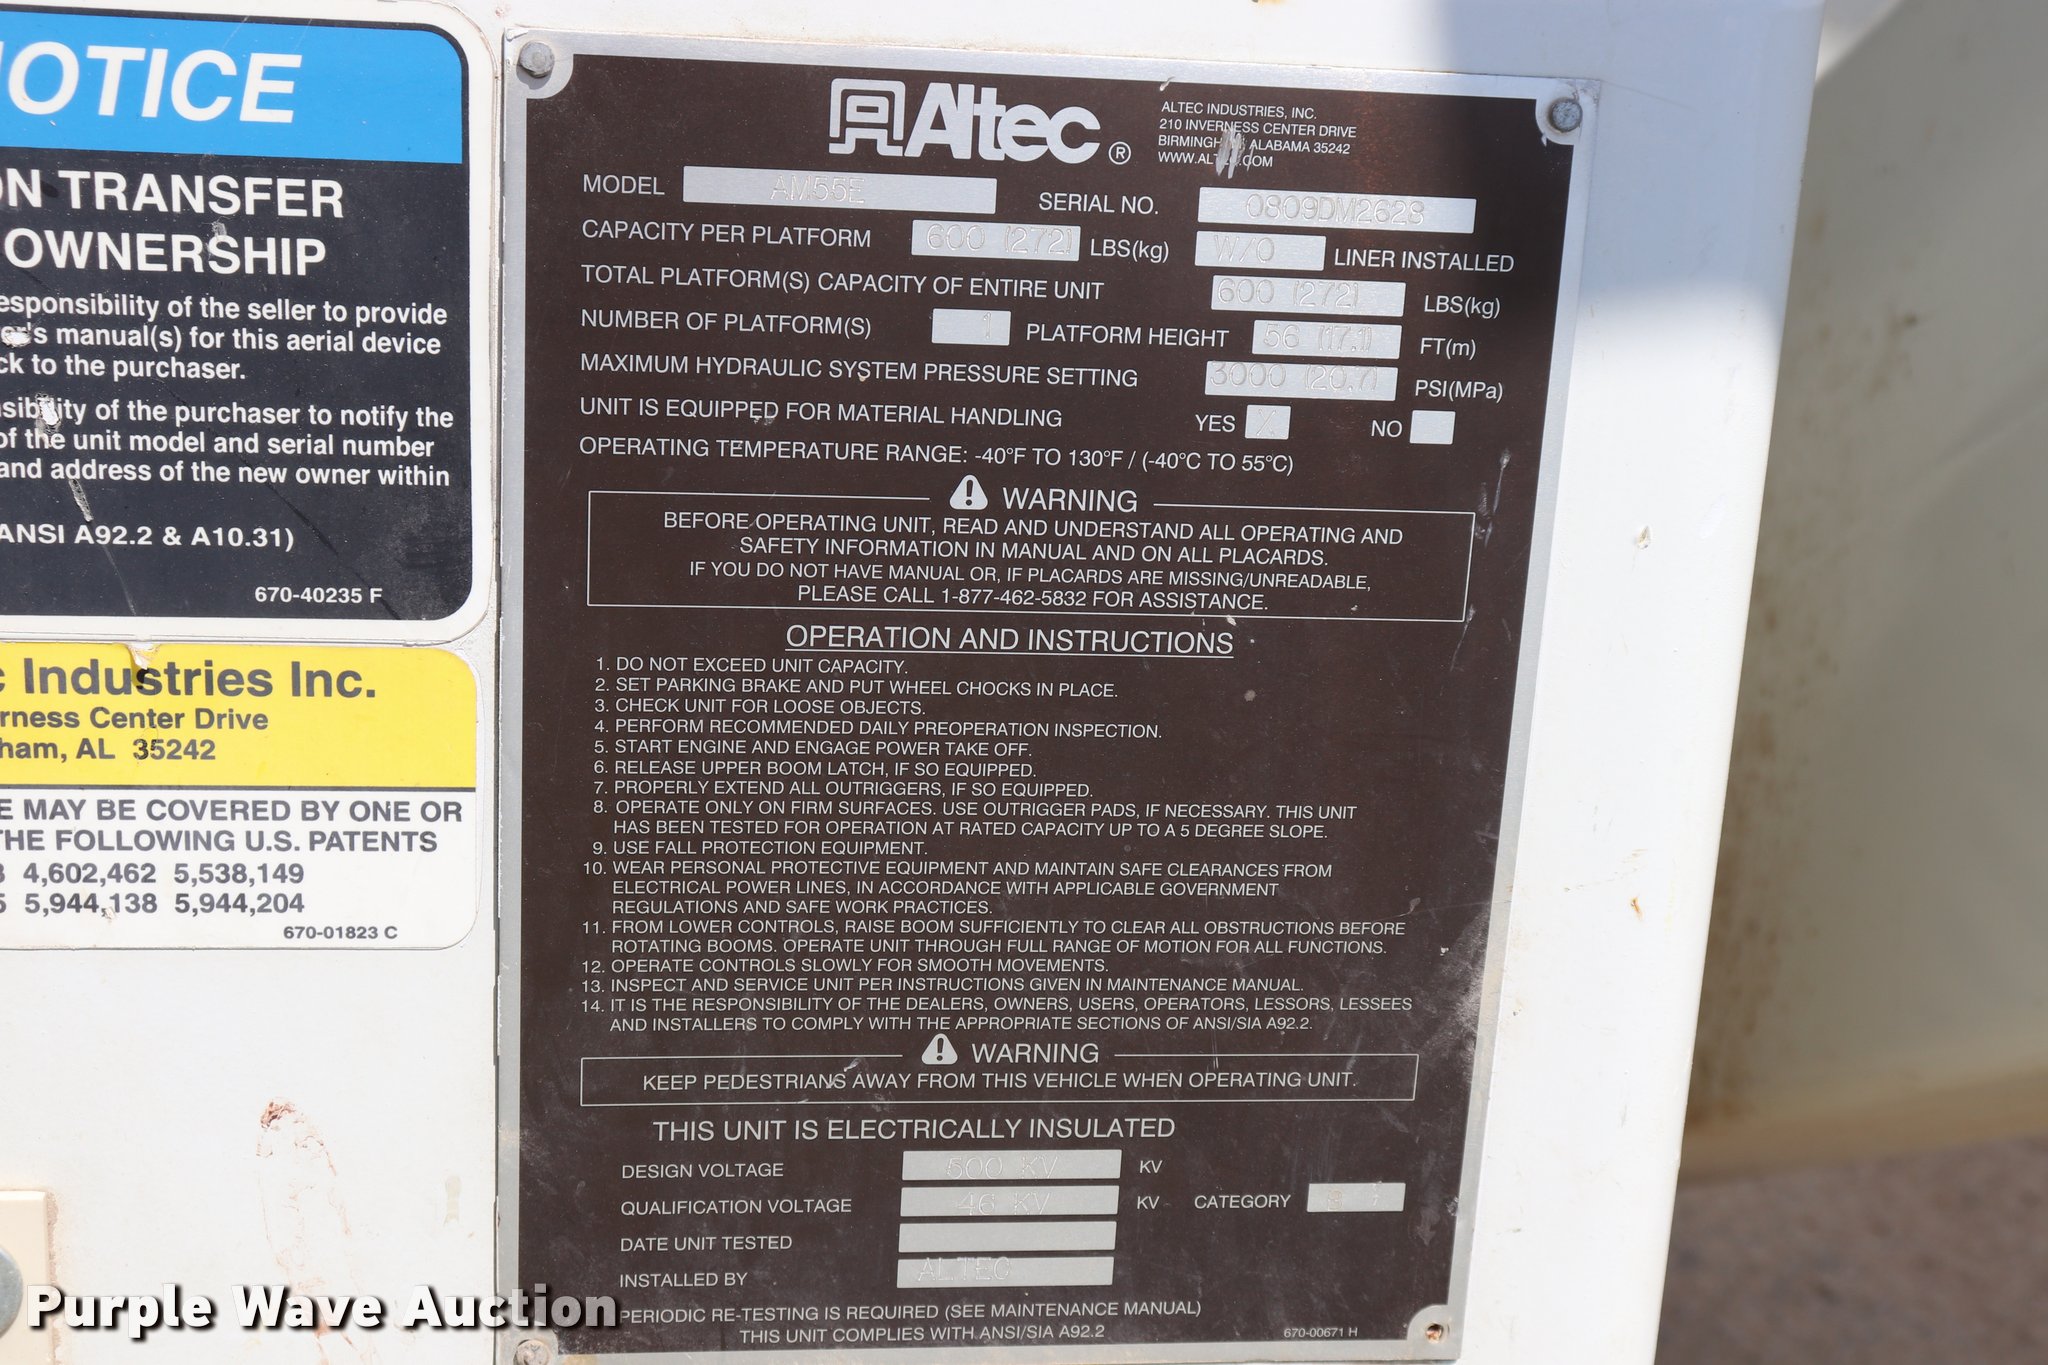 NOTICE
ON TRANSFER
OWNERSHIP
esponsibility of the seller to provide
's manual(s) for this aerial device
ck to the purchaser.
sibility of the purchaser to notify the
of the unit model and serial number
and address of the new owner within
ANSI A92.2 & A10.31)
670-40235 F
c Industries Inc.
rness Center Drive
ham, AL 35242
E MAY BE COVERED BY ONE OR
THE FOLLOWING U.S. PATENTS
4,602,462 5,538,149
5 5,944,138 5,944,204
670-01823 C
Altec ®
ALTEC INDUSTRIES, INC.
210 INVERNESS CENTER DRIVE
BIRMINGHAM, ALABAMA 35242
WWW.ALTEC.COM
MODEL AM55E SERIAL NO. 0809DM2628
CAPACITY PER PLATFORM 600 (272) LBS(kg) W/O LINER INSTALLED
TOTAL PLATFORM(S) CAPACITY OF ENTIRE UNIT 600 (272) LBS(kg)
NUMBER OF PLATFORM(S) 1 PLATFORM HEIGHT 56 (17.1) FT(m)
MAXIMUM HYDRAULIC SYSTEM PRESSURE SETTING 3000 (20.7) PSI(MPa)
UNIT IS EQUIPPED FOR MATERIAL HANDLING YES X NO
OPERATING TEMPERATURE RANGE: -40°F TO 130°F / (-40°C TO 55°C)
WARNING
BEFORE OPERATING UNIT, READ AND UNDERSTAND ALL OPERATING AND
SAFETY INFORMATION IN MANUAL AND ON ALL PLACARDS.
IF YOU DO NOT HAVE MANUAL OR, IF PLACARDS ARE MISSING/UNREADABLE,
PLEASE CALL 1-877-462-5832 FOR ASSISTANCE.
OPERATION AND INSTRUCTIONS
1. DO NOT EXCEED UNIT CAPACITY.
2. SET PARKING BRAKE AND PUT WHEEL CHOCKS IN PLACE.
3. CHECK UNIT FOR LOOSE OBJECTS.
4. PERFORM RECOMMENDED DAILY PREOPERATION INSPECTION.
5. START ENGINE AND ENGAGE POWER TAKE OFF.
6. RELEASE UPPER BOOM LATCH, IF SO EQUIPPED.
7. PROPERLY EXTEND ALL OUTRIGGERS, IF SO EQUIPPED.
8. OPERATE ONLY ON FIRM SURFACES. USE OUTRIGGER PADS, IF NECESSARY. THIS UNIT
HAS BEEN TESTED FOR OPERATION AT RATED CAPACITY UP TO A 5 DEGREE SLOPE.
9. USE FALL PROTECTION EQUIPMENT.
10. WEAR PERSONAL PROTECTIVE EQUIPMENT AND MAINTAIN SAFE CLEARANCES FROM
ELECTRICAL POWER LINES, IN ACCORDANCE WITH APPLICABLE GOVERNMENT
REGULATIONS AND SAFE WORK PRACTICES.
11. FROM LOWER CONTROLS, RAISE BOOM SUFFICIENTLY TO CLEAR ALL OBSTRUCTIONS BEFORE
ROTATING BOOMS. OPERATE UNIT THROUGH FULL RANGE OF MOTION FOR ALL FUNCTIONS.
12. OPERATE CONTROLS SLOWLY FOR SMOOTH MOVEMENTS.
13. INSPECT AND SERVICE UNIT PER INSTRUCTIONS GIVEN IN MAINTENANCE MANUAL.
14. IT IS THE RESPONSIBILITY OF THE DEALERS, OWNERS, USERS, OPERATORS, LESSORS, LESSEES
AND INSTALLERS TO COMPLY WITH THE APPROPRIATE SECTIONS OF ANSI/SIA A92.2.
WARNING
KEEP PEDESTRIANS AWAY FROM THIS VEHICLE WHEN OPERATING UNIT.
THIS UNIT IS ELECTRICALLY INSULATED
DESIGN VOLTAGE 500 KV KV
QUALIFICATION VOLTAGE 46 KV KV CATEGORY
DATE UNIT TESTED
INSTALLED BY ALTEC
PERIODIC RE-TESTING IS REQUIRED (SEE MAINTENANCE MANUAL)
THIS UNIT COMPLIES WITH ANSI/SIA A92.2
670-00671 H
Purple Wave Auction